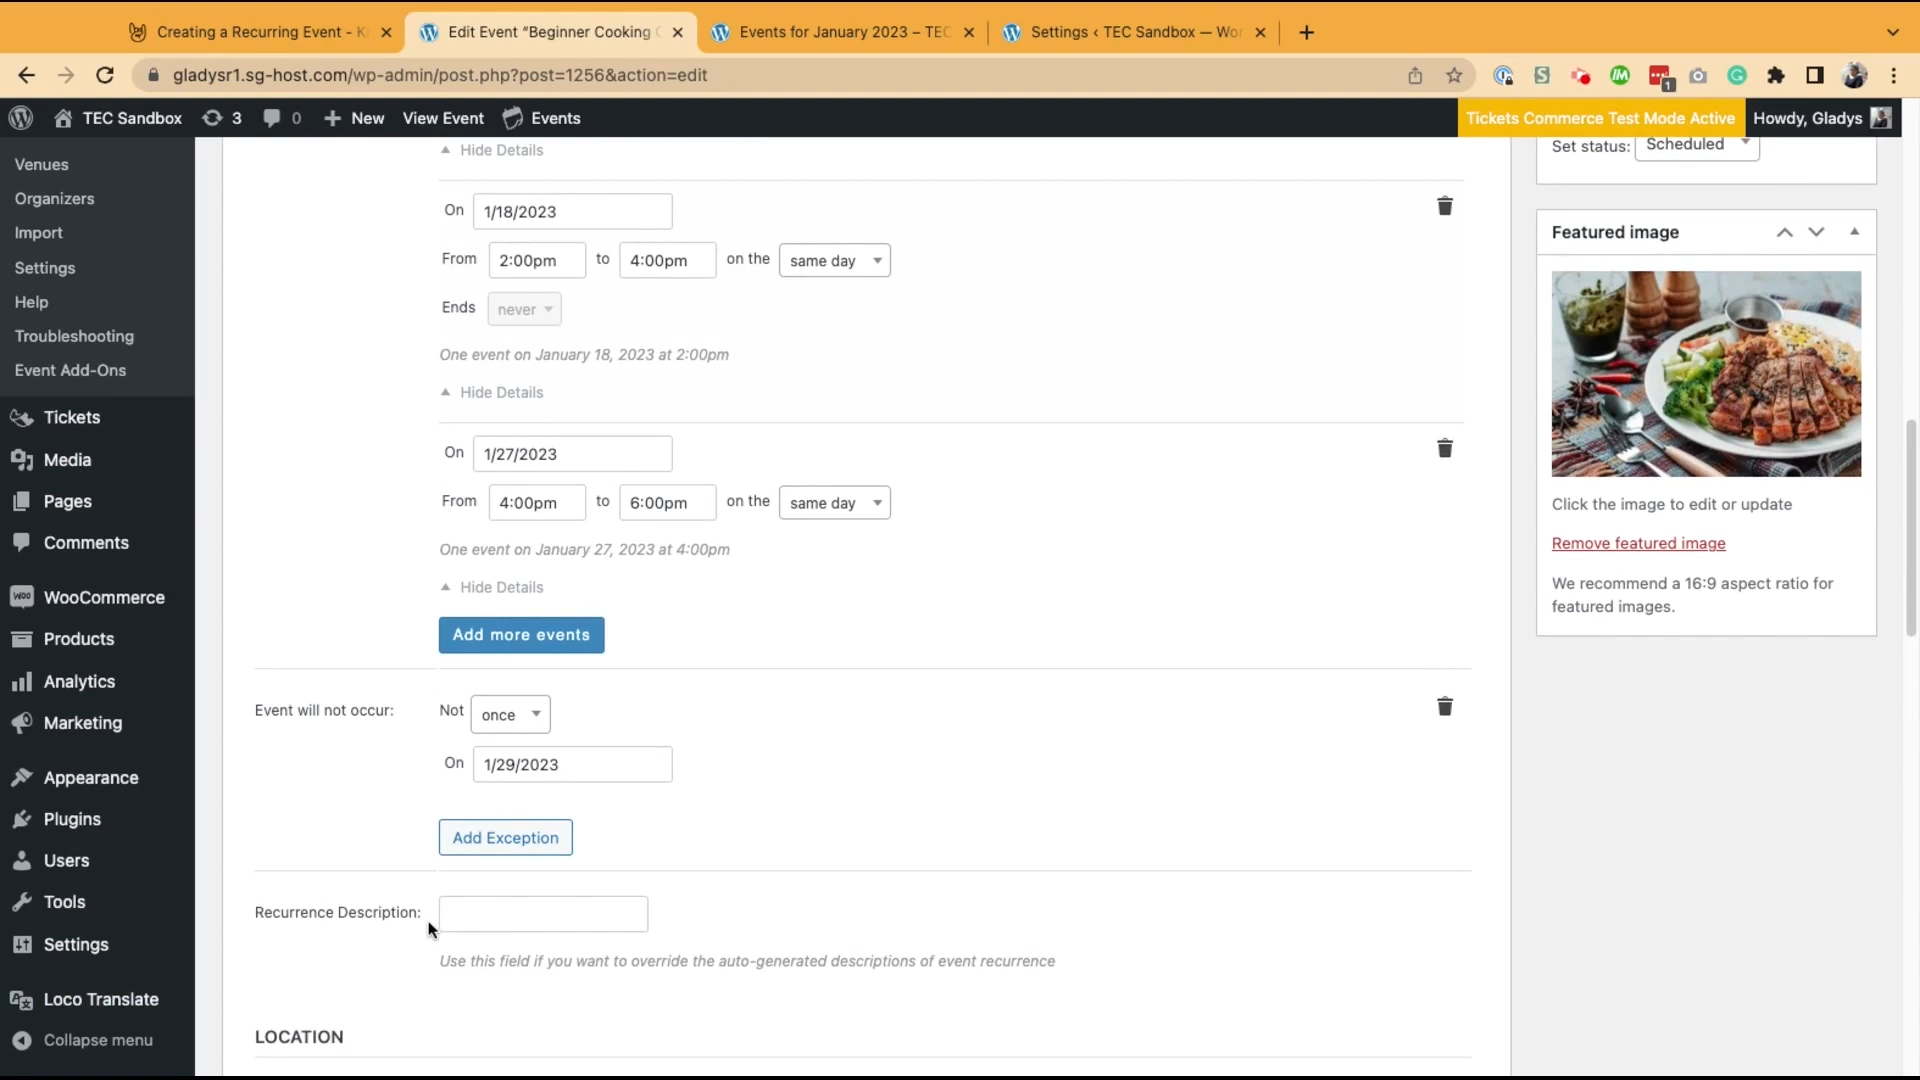 Creating a Recurring Event - K
Edit Event “Beginner Cooking C
Events for January 2023 – TEC
Settings ‹ TEC Sandbox — Wor
gladysr1.sg-host.com/wp-admin/post.php?post=1256&action=edit
1
TEC Sandbox
3
0
New
View Event
Events
Tickets Commerce Test Mode Active
Howdy, Gladys
Venues
Organizers
Import
Settings
Help
Troubleshooting
Event Add-Ons
Tickets
Media
Pages
Comments
WooCommerce
Products
Analytics
Marketing
Appearance
Plugins
Users
Tools
Settings
Loco Translate
Collapse menu
Hide Details
On 1/18/2023
From 2:00pm to 4:00pm on the same day
Ends never
One event on January 18, 2023 at 2:00pm
Hide Details
On 1/27/2023
From 4:00pm to 6:00pm on the same day
One event on January 27, 2023 at 4:00pm
Hide Details
Add more events
Event will not occur: Not once
On 1/29/2023
Add Exception
Recurrence Description:
Use this field if you want to override the auto-generated descriptions of event recurrence
LOCATION
Set status: Scheduled
Featured image
Click the image to edit or update
Remove featured image
We recommend a 16:9 aspect ratio for
featured images.